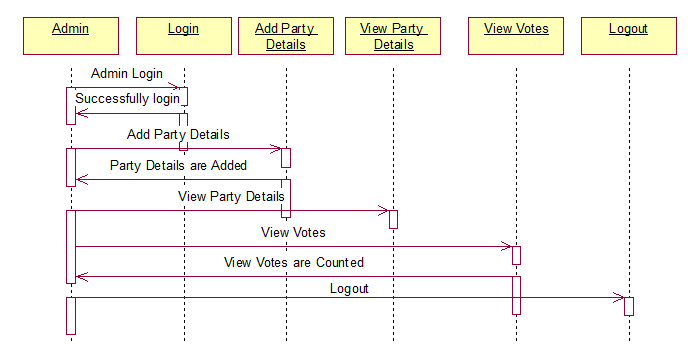 Admin
Login
Add Party
Details
View Party
Details
View Votes
Logout
Admin Login
Successfully login
Add Party Details
Party Details are Added
View Party Details
View Votes
View Votes are Counted
Logout